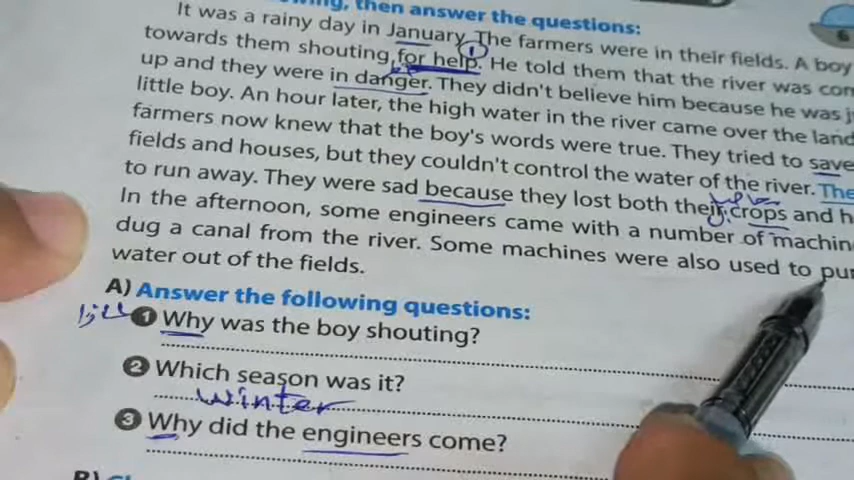 then answer the questions:
6
It was a rainy day in January. The farmers were in their fields. A boy
towards them shouting for help. He told them that the river was
up and they were in danger. They didn't believe him because he was
little boy. An hour later, the high water in the river came over the land
farmers now knew that the boy's words were true. They tried to save
fields and houses, but they couldn't control the water of the river. The
to run away. They were sad because they lost both their crops and
In the afternoon, some engineers came with a number of
dug a canal from the river. Some machines were also used to
water out of the fields.
A) Answer the following questions:
1 Why was the boy shouting?
2 Which season was it?
winter
3 Why did the engineers come?